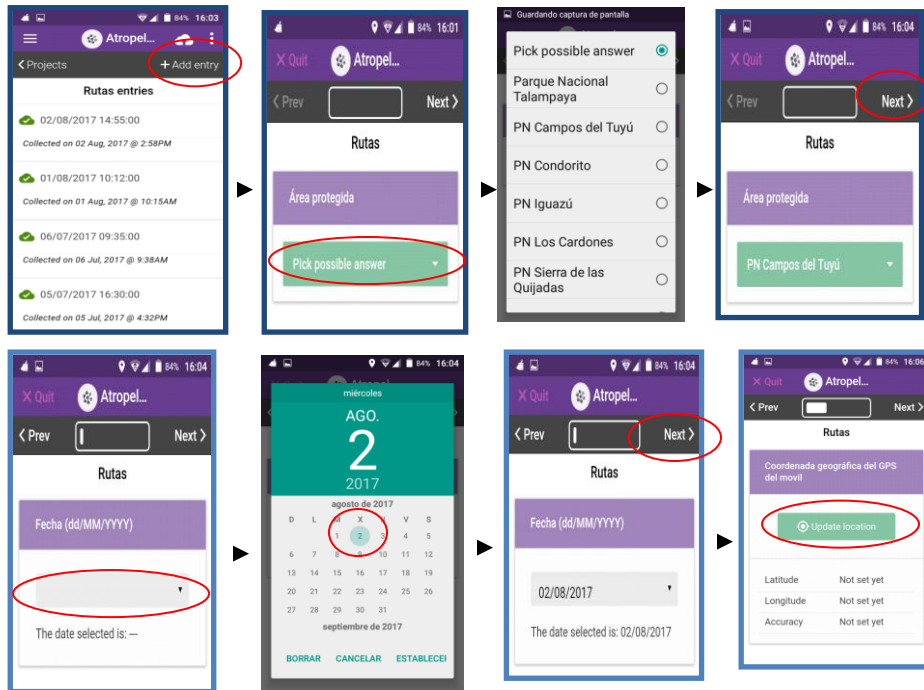 84% 16:03
Atropel...
Projects
+ Add entry
Rutas entries
02/08/2017 14:55:00
Collected on 02 Aug, 2017 @ 2:58PM
01/08/2017 10:12:00
Collected on 01 Aug, 2017 @ 10:15AM
06/07/2017 09:35:00
Collected on 06 Jul, 2017 @ 9:38AM
05/07/2017 16:30:00
Collected on 05 Jul, 2017 @ 4:32PM
84% 16:01
X Quit
Atropel...
Prev
Next
Rutas
Área protegida
Pick possible answer
Guardando captura de pantalla
Pick possible answer
Parque Nacional
Talampaya
PN Campos del Tuyú
PN Condorito
PN Iguazú
PN Los Cardones
PN Sierra de las
Quijadas
84% 16:04
X Quit
Atropel...
Prev
Next
Rutas
Área protegida
PN Campos del Tuyú
84% 16:04
X Quit
Atropel...
Prev
Next
Rutas
Fecha (dd/MM/YYYY)
The date selected is: ---
84% 16:04
miércoles
AGO.
2
2017
agosto de 2017
D L M X J V S
1 2 3 4 5
6 7 8 9 10 11 12
13 14 15 16 17 18 19
20 21 22 23 24 25 26
27 28 29 30 31
septiembre de 2017
BORRAR CANCELAR ESTABLECER
84% 16:04
X Quit
Atropel...
Prev
Next
Rutas
Fecha (dd/MM/YYYY)
02/08/2017
The date selected is: 02/08/2017
84% 16:06
X Quit
Atropel...
Prev
Next
Rutas
Coordenada geográfica del GPS
del movil
Update location
Latitude Not set yet
Longitude Not set yet
Accuracy Not set yet